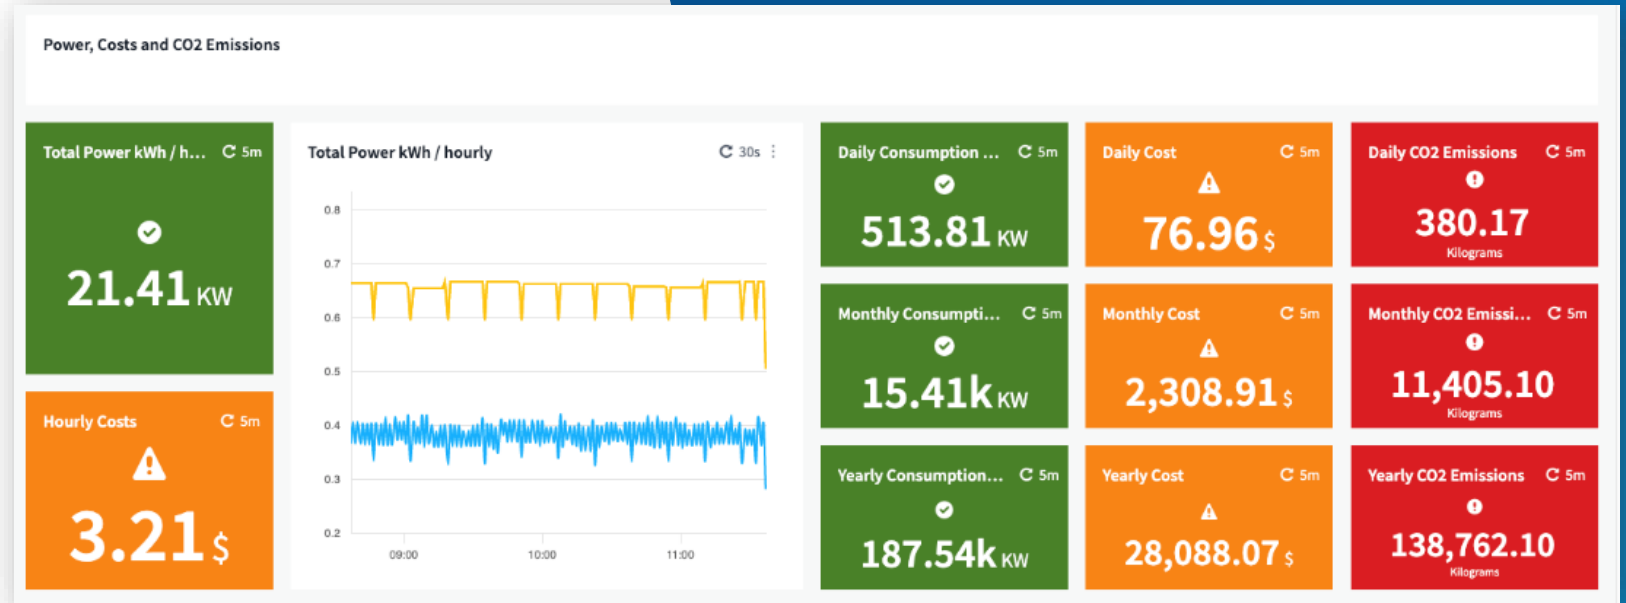 Power, Costs and CO2 Emissions
Total Power kWh / h... 5m
21.41 KW
Hourly Costs 5m
3.21 $
Total Power kWh / hourly 30s
0.8
0.7
0.6
0.5
0.4
0.3
0.2
09:00 10:00 11:00
Daily Consumption ... 5m
513.81 KW
Daily Cost 5m
76.96 $
Daily CO2 Emissions 5m
380.17
Kilograms
Monthly Consumpti... 5m
15.41k KW
Monthly Cost 5m
2,308.91 $
Monthly CO2 Emissi... 5m
11,405.10
Kilograms
Yearly Consumption... 5m
187.54k KW
Yearly Cost 5m
28,088.07 $
Yearly CO2 Emissions 5m
138,762.10
Kilograms